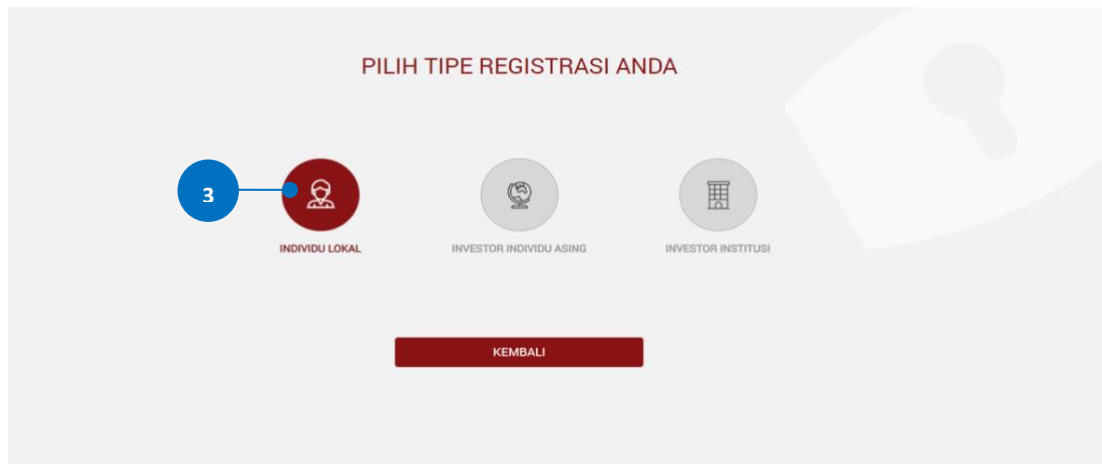 PILIH TIPE REGISTRASI ANDA
3
INDIVIDU LOKAL
INVESTOR INDIVIDU ASING
INVESTOR INSTITUSI
KEMBALI